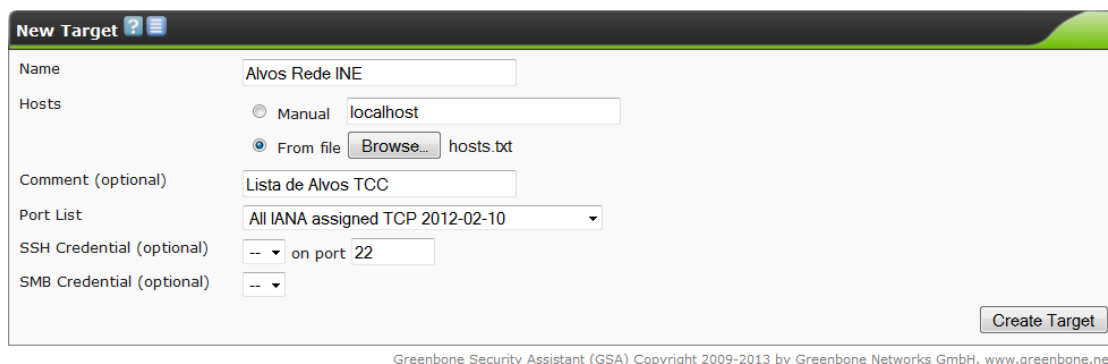 New Target ?
Name Alvos Rede INE
Hosts Manual localhost
From file Browse... hosts.txt
Comment (optional) Lista de Alvos TCC
Port List All IANA assigned TCP 2012-02-10
SSH Credential (optional) -- on port 22
SMB Credential (optional) --
Create Target
Greenbone Security Assistant (GSA) Copyright 2009-2013 by Greenbone Networks GmbH, www.greenbone.ne